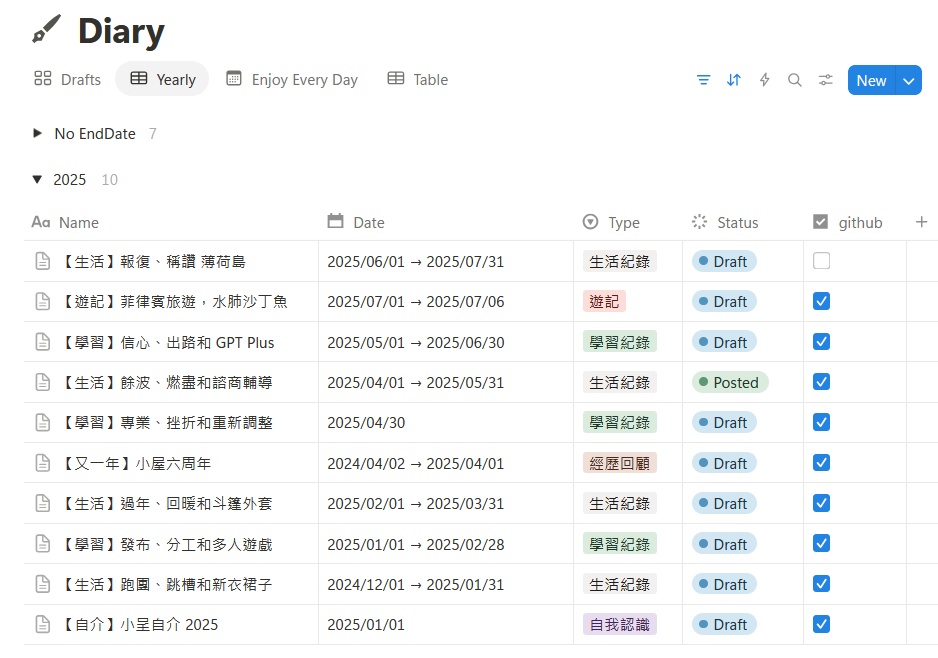 Diary
Drafts Yearly Enjoy Every Day Table New
No EndDate 7
2025 10
Aa Name Date Type Status github +
【生活】報復、稱讚 薄荷島 2025/06/01 → 2025/07/31 生活紀錄 Draft
【遊記】菲律賓旅遊，水肺沙丁魚 2025/07/01 → 2025/07/06 遊記 Draft
【學習】信心、出路和 GPT Plus 2025/05/01 → 2025/06/30 學習紀錄 Draft
【生活】餘波、燃盡和諮商輔導 2025/04/01 → 2025/05/31 生活紀錄 Posted
【學習】專業、挫折和重新調整 2025/04/30 學習紀錄 Draft
【又一年】小屋六周年 2024/04/02 → 2025/04/01 經歷回顧 Draft
【生活】過年、回暖和斗篷外套 2025/02/01 → 2025/03/31 生活紀錄 Draft
【學習】發布、分工和多人遊戲 2025/01/01 → 2025/02/28 學習紀錄 Draft
【生活】跑團、跳槽和新衣裙子 2024/12/01 → 2025/01/31 生活紀錄 Draft
【自介】小呈自介 2025 2025/01/01 自我認識 Draft